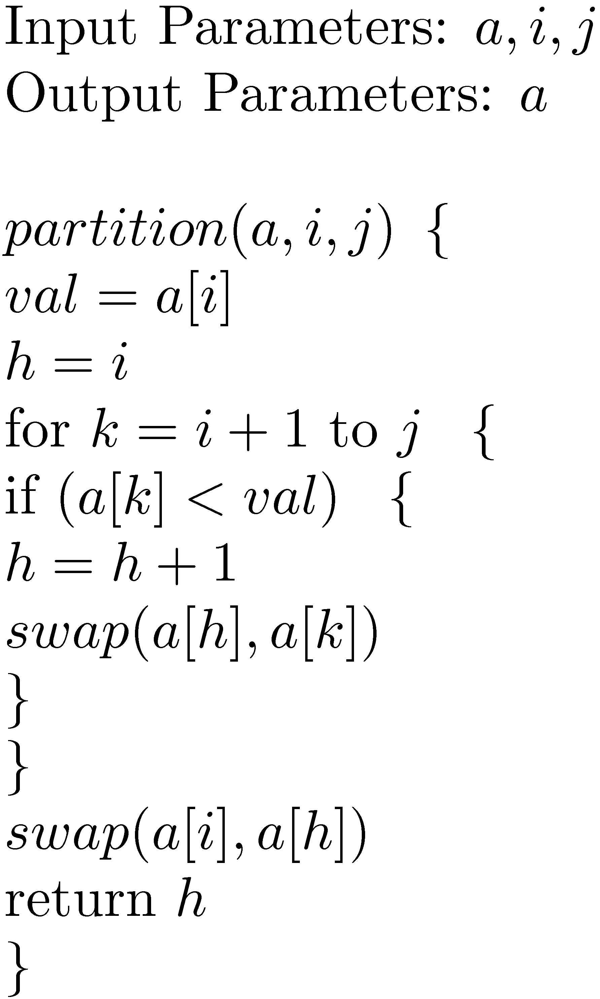 Input Parameters: a, i, j
Output Parameters: a
partition(a, i, j) {
val = a[i]
h = i
for k = i + 1 to j {
if (a[k] < val) {
h = h + 1
swap(a[h], a[k])
}
}
swap(a[i], a[h])
return h
}